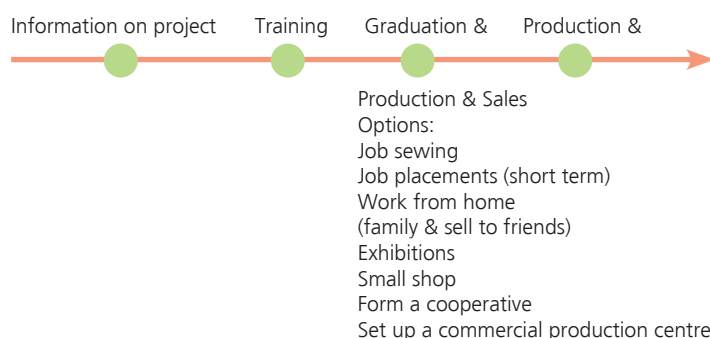 Information on project Training Graduation & Production &
Production & Sales
Options:
Job sewing
Job placements (short term)
Work from home
(family & sell to friends)
Exhibitions
Small shop
Form a cooperative
Set up a commercial production centre